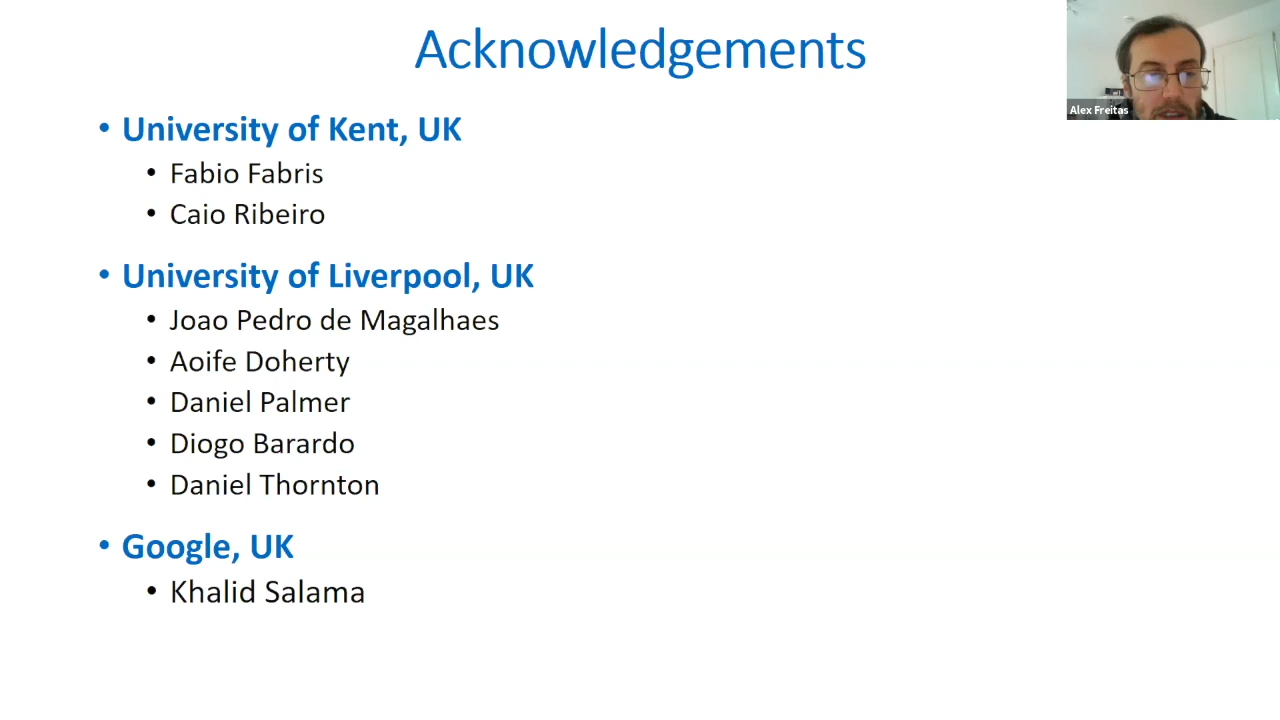 Acknowledgements
Alex Freitas
• University of Kent, UK
• Fabio Fabris
• Caio Ribeiro
• University of Liverpool, UK
• Joao Pedro de Magalhaes
• Aoife Doherty
• Daniel Palmer
• Diogo Barardo
• Daniel Thornton
• Google, UK
• Khalid Salama